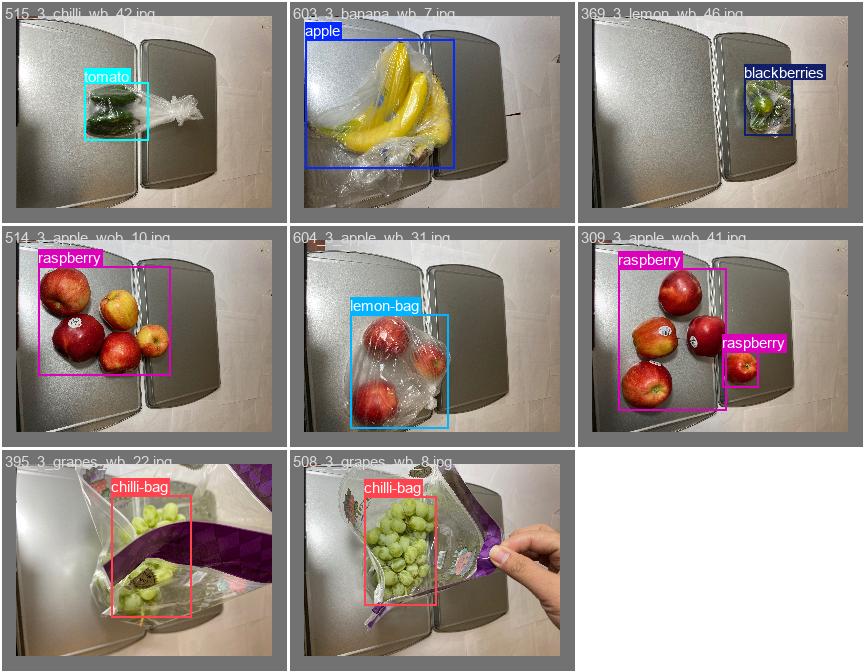 515_3_chilli_wb_42.jpg
603_3_banana_wb_7.jpg
369_3_lemon_wb_46.jpg
tomato
apple
blackberries
514_3_apple_wob_10.jpg
604_3_apple_wb_31.jpg
309_3_apple_wob_41.jpg
raspberry
lemon-bag
raspberry
raspberry
395_3_grapes_wb_22.jpg
508_3_grapes_wb_8.jpg
chilli-bag
chilli-bag